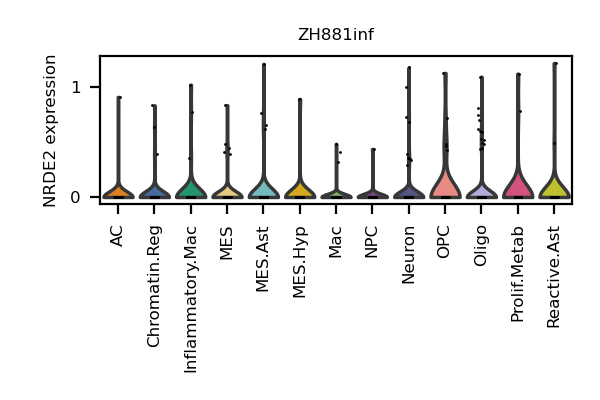 ZH881inf
NRDE2 expression
1
0
AC
Chromatin.Reg
Inflammatory.Mac
MES
MES.Ast
MES.Hyp
Mac
NPC
Neuron
OPC
Oligo
Prolif.Metab
Reactive.Ast